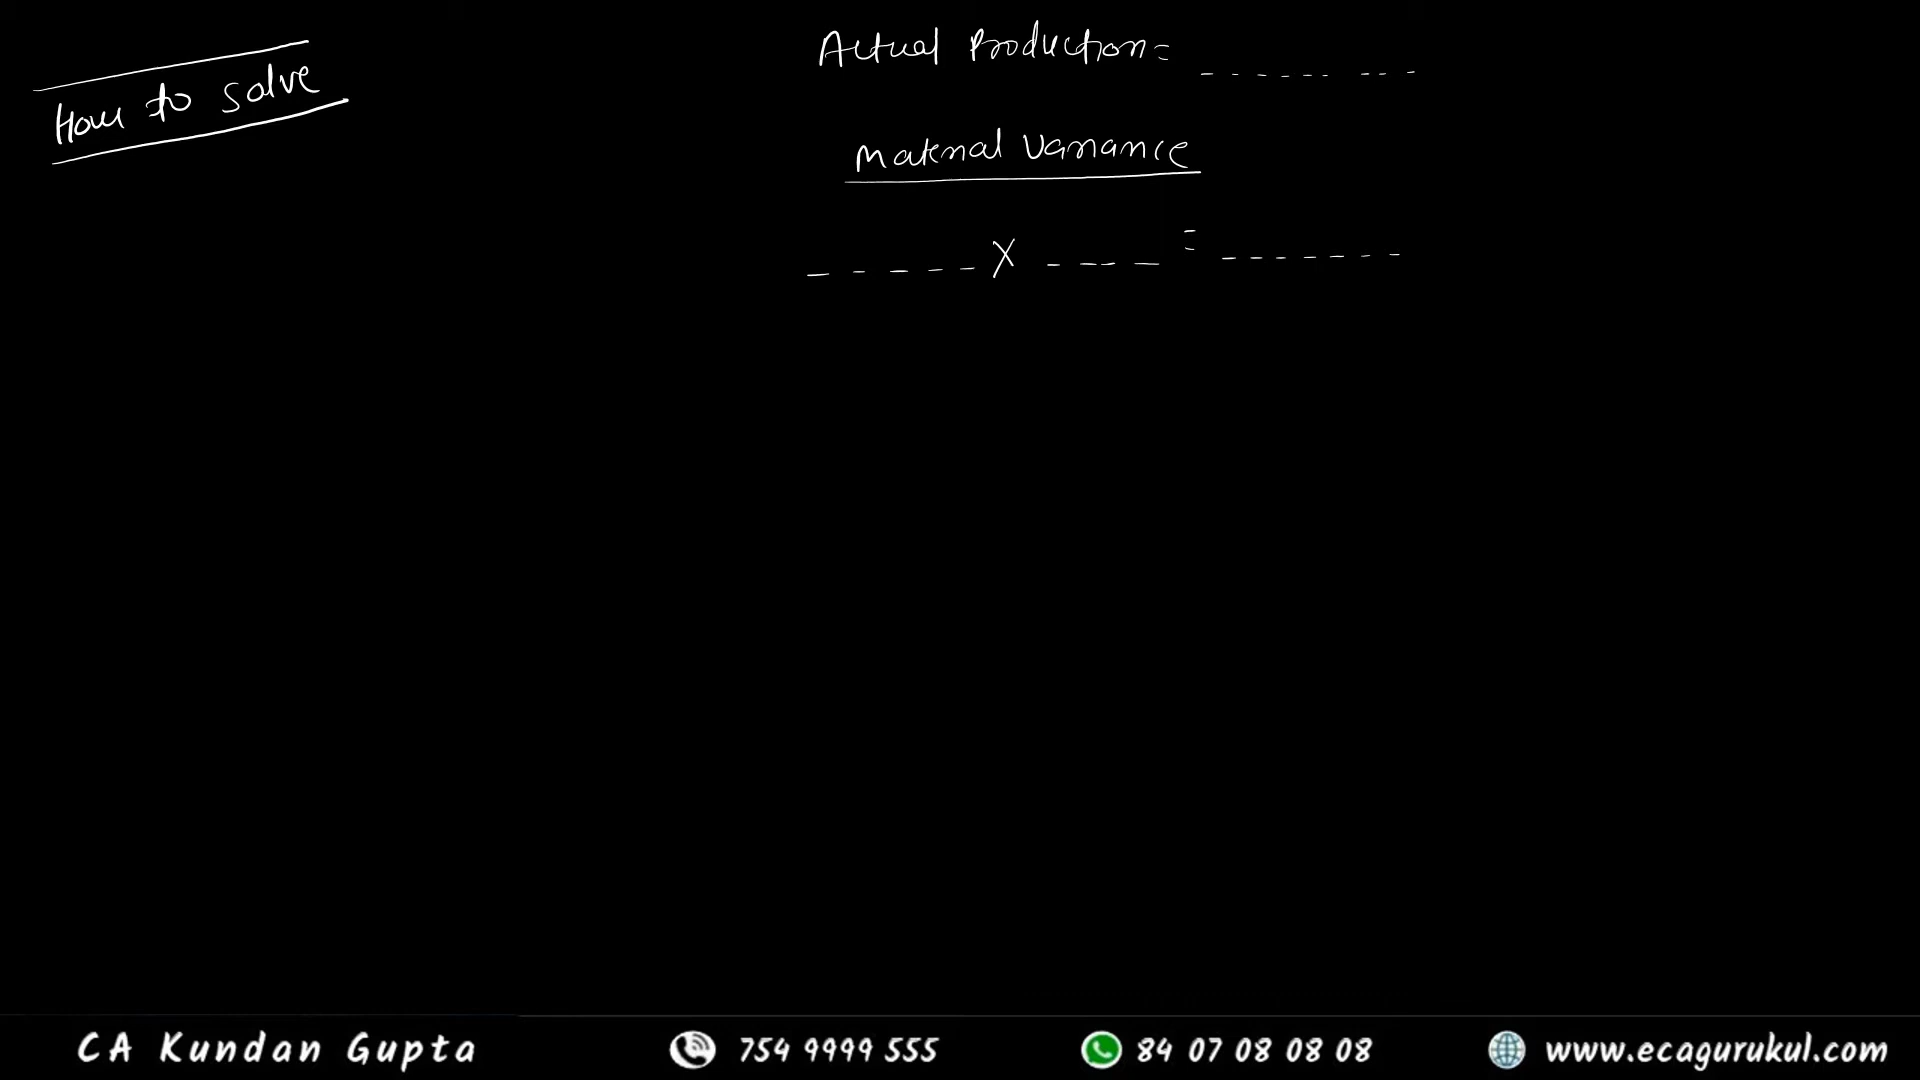 How to solve
Actual Production = - - - - - - - - -
Material Variance
- - - - - X - - - - = - - - - - - -
CA Kundan Gupta 754 9999 555 84 07 08 08 08 www.ecagurukul.com